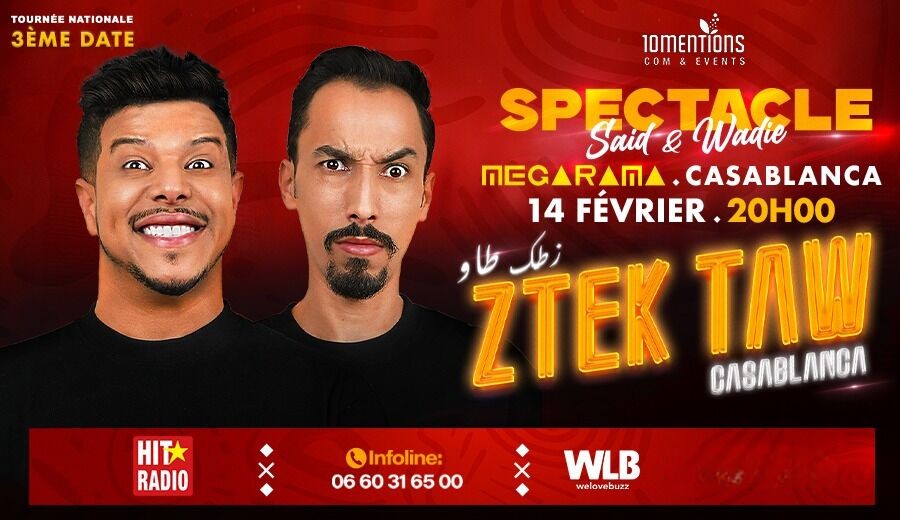 TOURNÉE NATIONALE
3ÈME DATE
10MENTIONS
COM & EVENTS
SPECTACLE
Said & Wadie
MEGARAMA . CASABLANCA
14 FÉVRIER . 20H00
زطك طاو
ZTEK TAW
CASABLANCA
HIT RADIO
Infoline:
06 60 31 65 00
WLB
welovebuzz